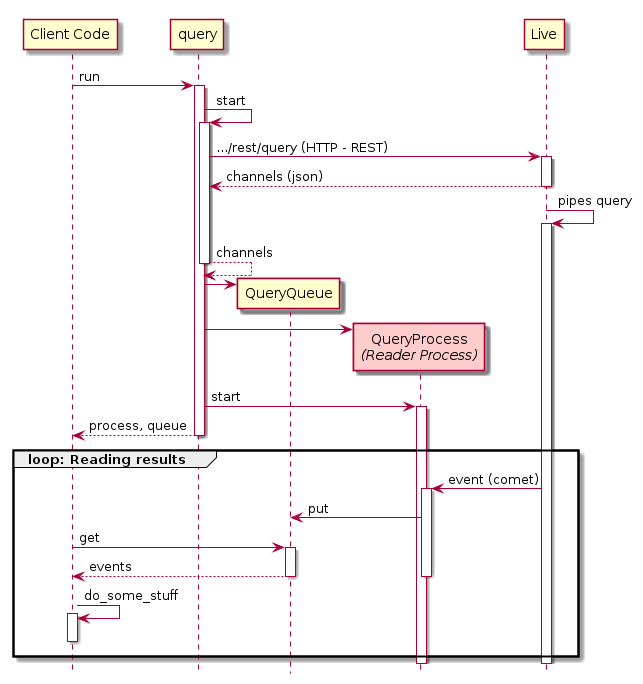 Client Code
query
Live
run
start
.../rest/query (HTTP - REST)
channels (json)
pipes query
channels
QueryQueue
QueryProcess
(Reader Process)
start
process, queue
loop: Reading results
event (comet)
put
get
events
do_some_stuff